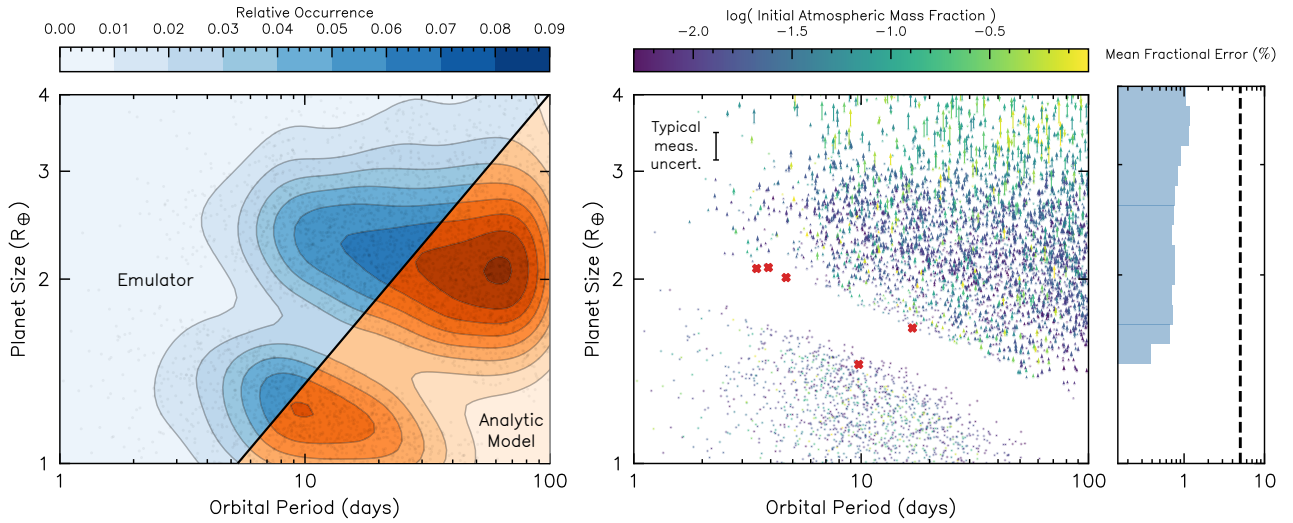 Relative Occurrence
0.00 0.01 0.02 0.03 0.04 0.05 0.06 0.07 0.08 0.09
4
3
2
1
Planet Size (R⊕)
Emulator
Analytic
Model
1 10 100
Orbital Period (days)
log( Initial Atmospheric Mass Fraction )
−2.0 −1.5 −1.0 −0.5
4
3
2
1
Planet Size (R⊕)
Typical
meas.
uncert.
1 10 100
Orbital Period (days)
Mean Fractional Error (%)
1 10